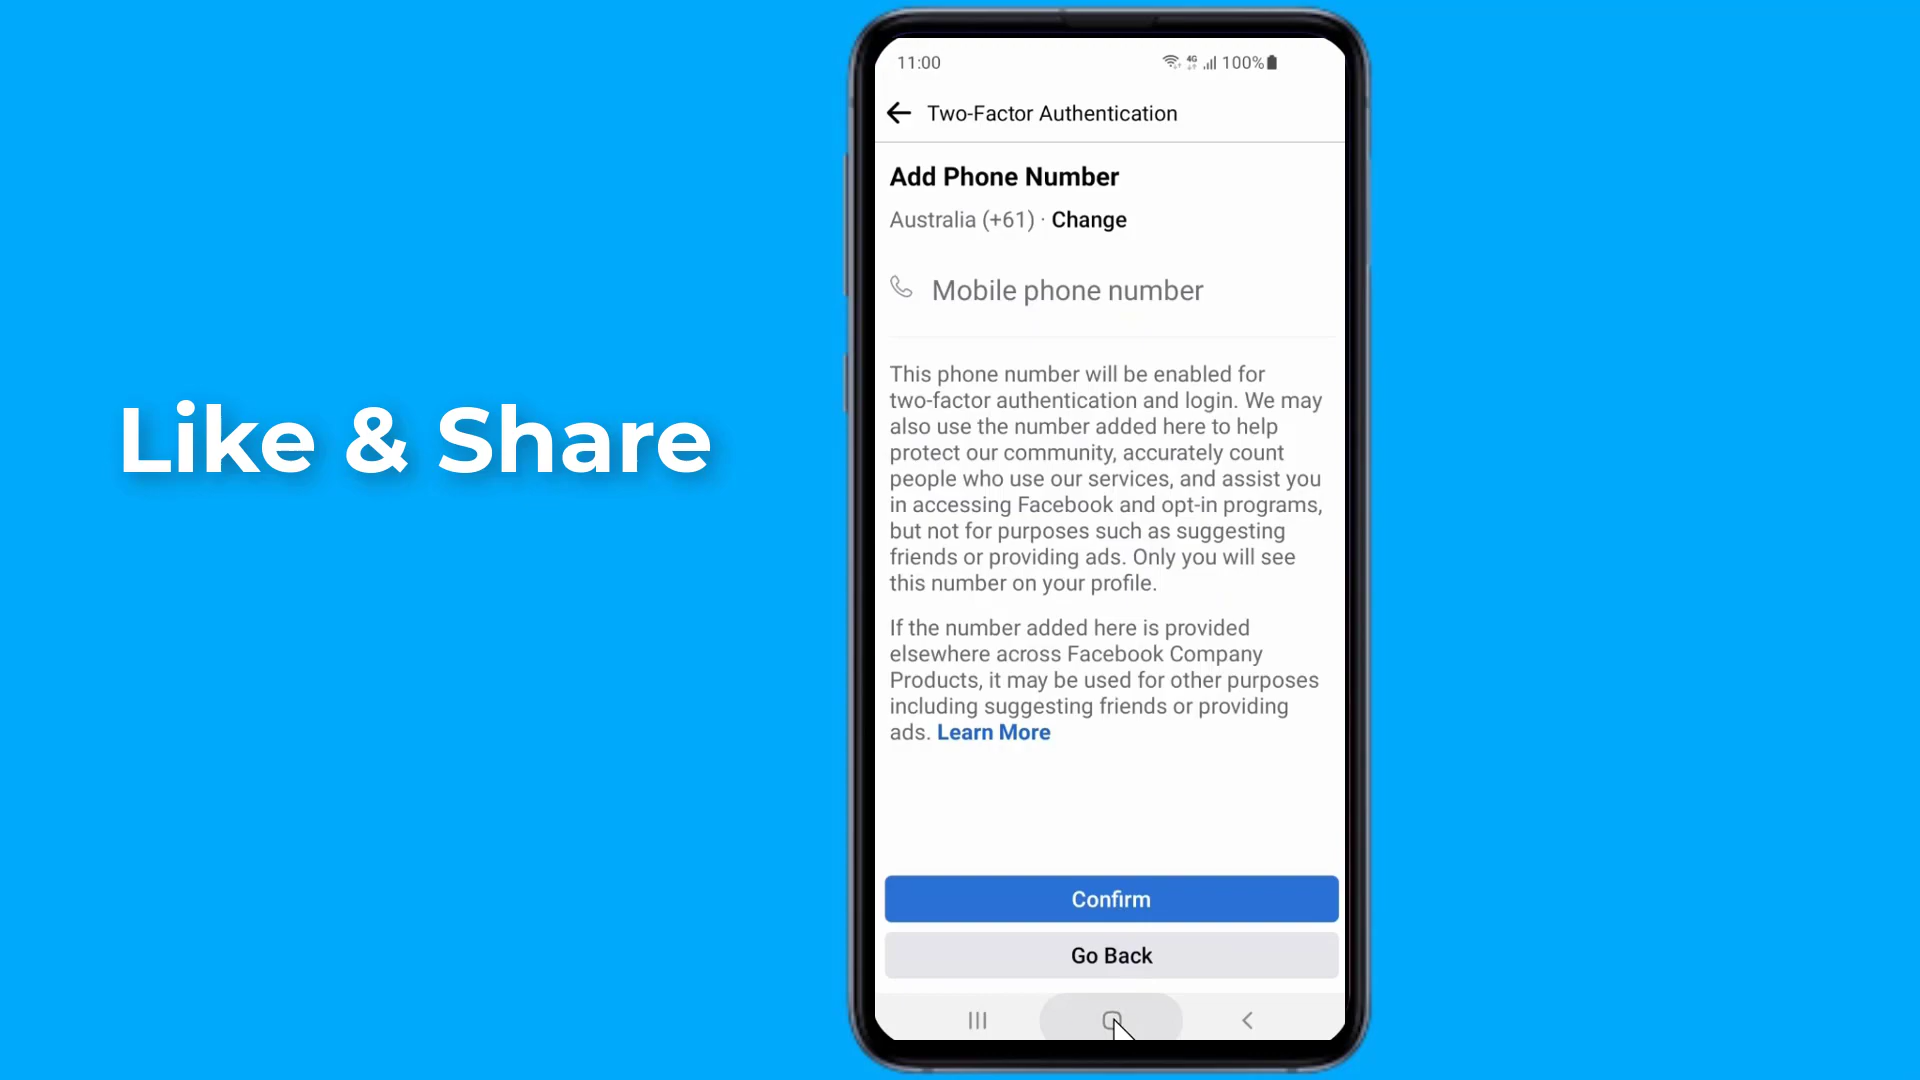 Like & Share
11:00
4G 100%
Two-Factor Authentication
Add Phone Number
Australia (+61) · Change
Mobile phone number
This phone number will be enabled for
two-factor authentication and login. We may
also use the number added here to help
protect our community, accurately count
people who use our services, and assist you
in accessing Facebook and opt-in programs,
but not for purposes such as suggesting
friends or providing ads. Only you will see
this number on your profile.
If the number added here is provided
elsewhere across Facebook Company
Products, it may be used for other purposes
including suggesting friends or providing
ads. Learn More
Confirm
Go Back